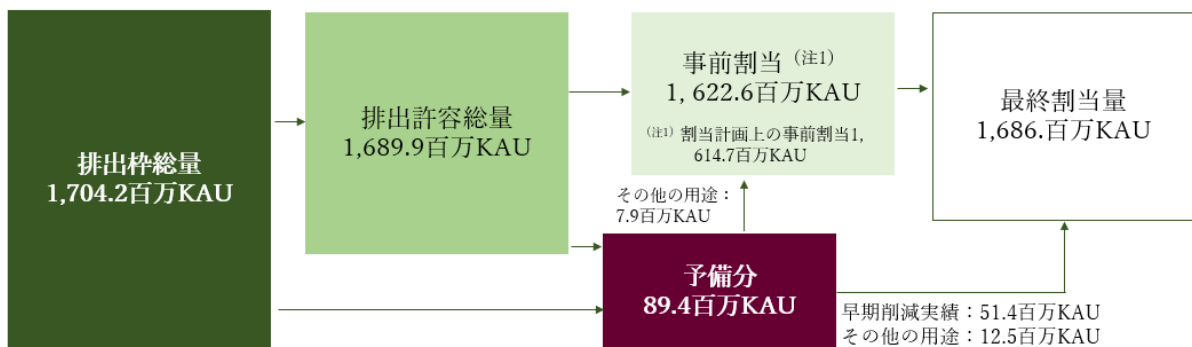 排出枠総量
1,704.2百万KAU
排出許容総量
1,689.9百万KAU
事前割当（注1）
1, 622.6百万KAU
（注1）割当計画上の事前割当1,
614.7百万KAU
最終割当量
1,686.百万KAU
その他の用途：
7.9百万KAU
予備分
89.4百万KAU
早期削減実績：51.4百万KAU
その他の用途：12.5百万KAU